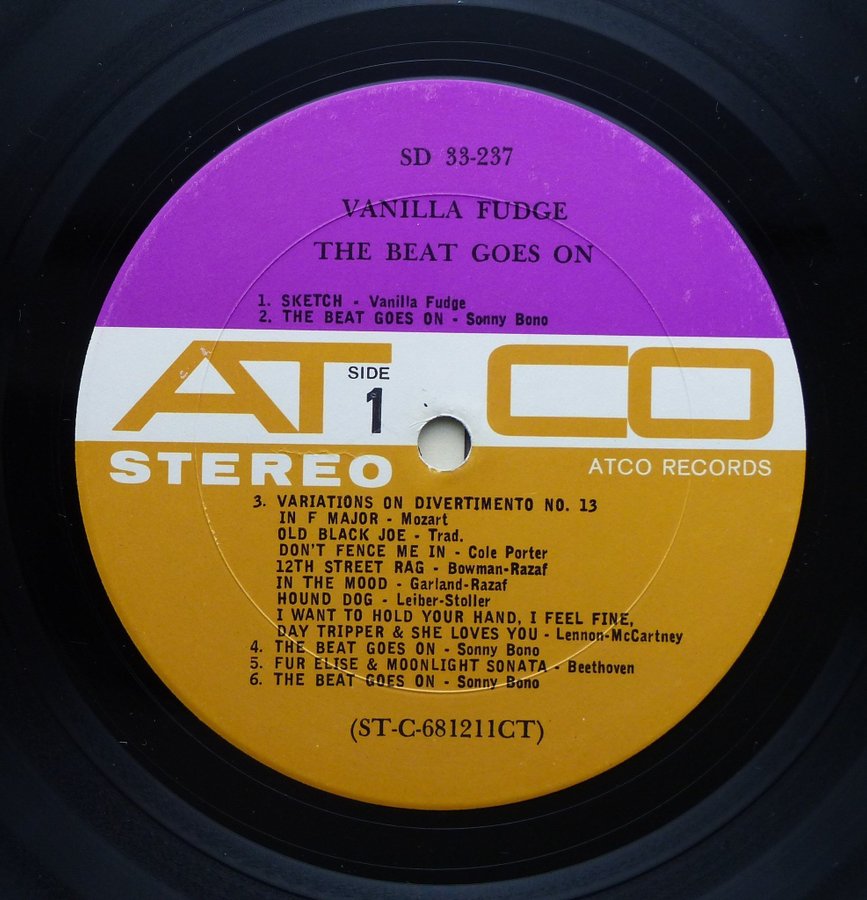 SD 33-237
VANILLA FUDGE
THE BEAT GOES ON
1. SKETCH - Vanilla Fudge
2. THE BEAT GOES ON - Sonny Bono
ATCO
SIDE
1
STEREO
ATCO RECORDS
3. VARIATIONS ON DIVERTIMENTO NO. 13
IN F MAJOR - Mozart
OLD BLACK JOE - Trad.
DON'T FENCE ME IN - Cole Porter
12TH STREET RAG - Bowman-Razaf
IN THE MOOD - Garland-Razaf
HOUND DOG - Leiber-Stoller
I WANT TO HOLD YOUR HAND, I FEEL FINE,
DAY TRIPPER & SHE LOVES YOU - Lennon-McCartney
4. THE BEAT GOES ON - Sonny Bono
5. FUR ELISE & MOONLIGHT SONATA - Beethoven
6. THE BEAT GOES ON - Sonny Bono
(ST-C-681211CT)